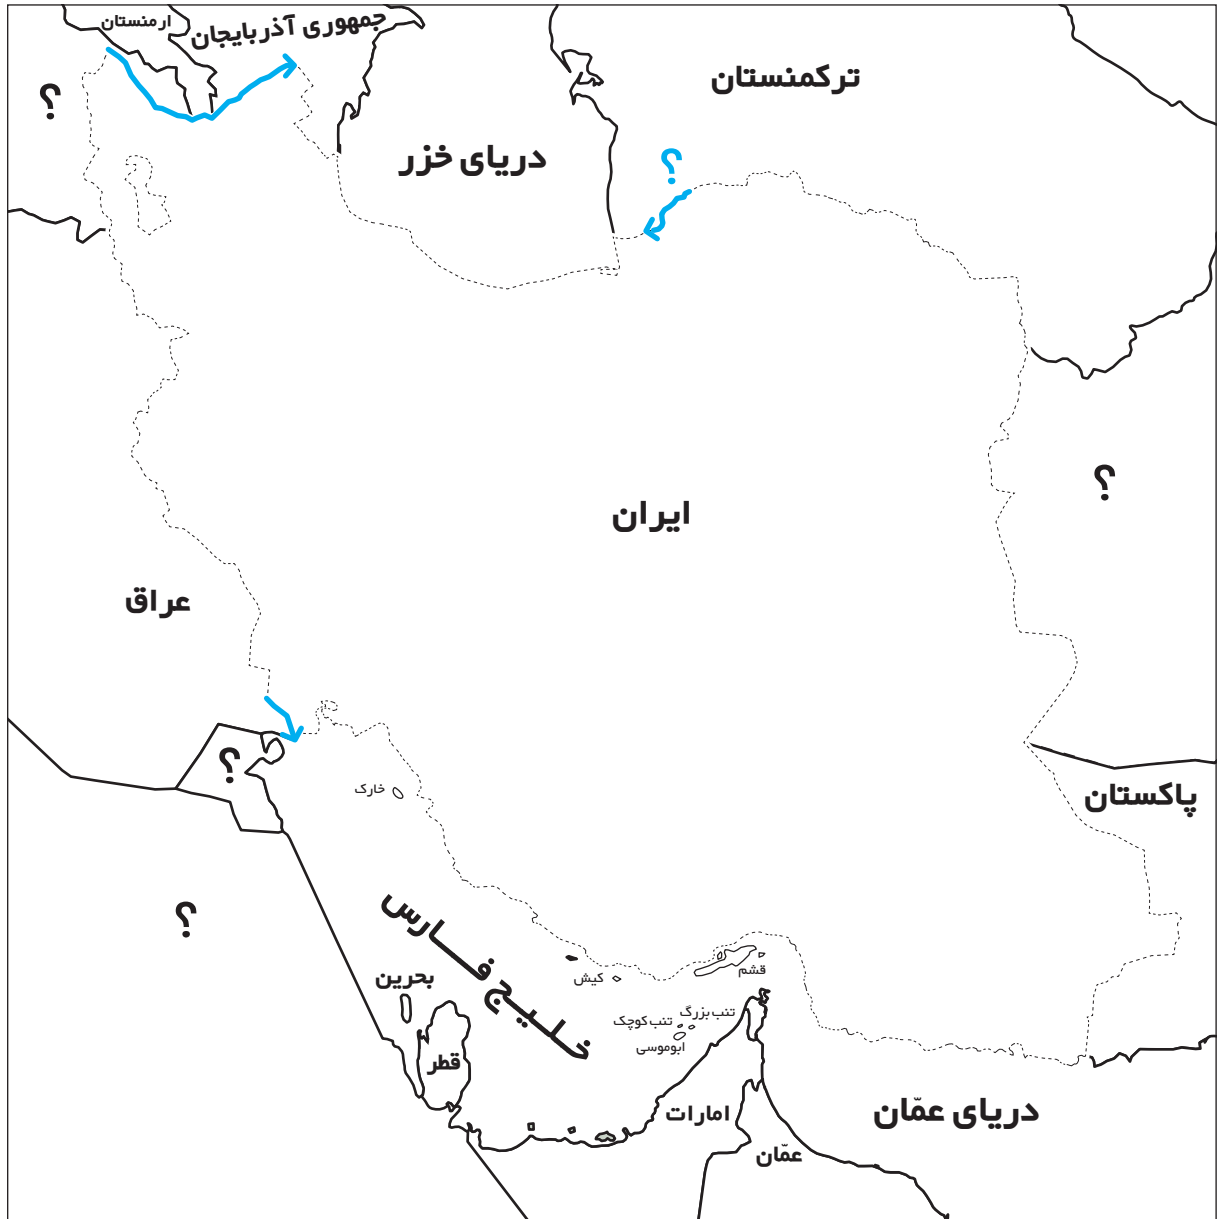 ارمنستان
جمهوری آذربایجان
ترکمنستان
؟
دریای خزر
؟
؟
ایران
عراق
؟
خارک
پاکستان
؟
خلیج فارس
قشم
کیش
بحرین
تنب بزرگ
تنب کوچک
ابوموسی
قطر
امارات
دریای عمّان
عمّان